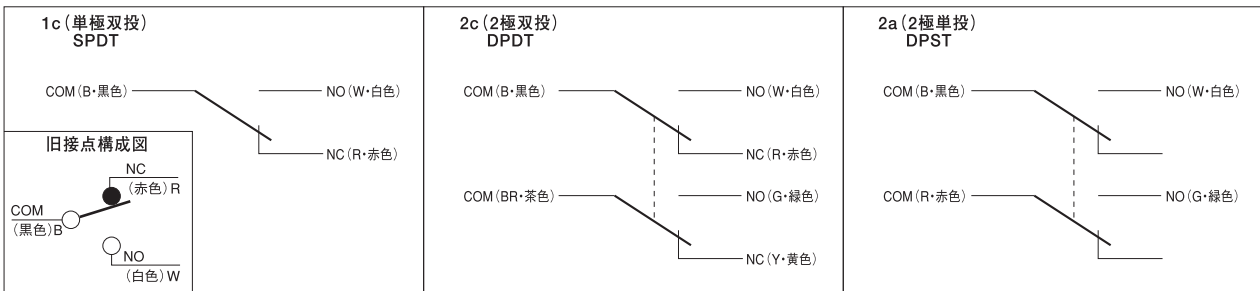 1c(単極双投)
SPDT
COM(B・黒色)
NO(W・白色)
NC(R・赤色)
旧接点構成図
NC
(赤色)R
COM
(黒色)B
NO
(白色)W
2c(2極双投)
DPDT
COM(B・黒色)
NO(W・白色)
NC(R・赤色)
COM(BR・茶色)
NO(G・緑色)
NC(Y・黄色)
2a(2極単投)
DPST
COM(B・黒色)
NO(W・白色)
COM(R・赤色)
NO(G・緑色)